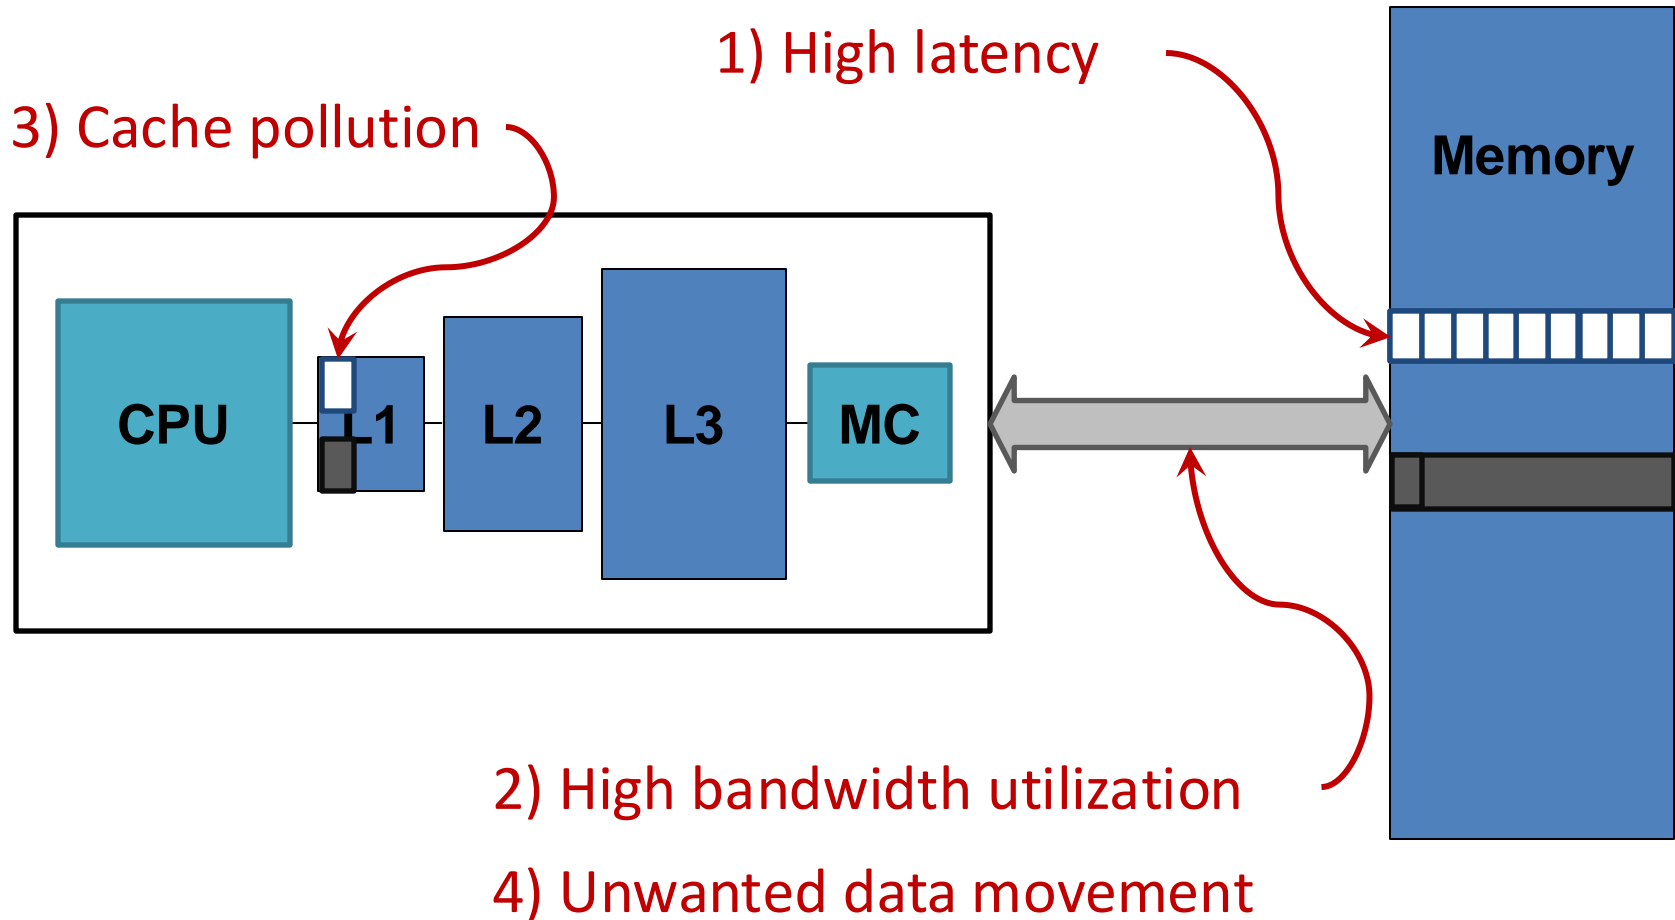 1) High latency
3) Cache pollution
Memory
CPU
L1
L2
L3
MC
2) High bandwidth utilization
4) Unwanted data movement